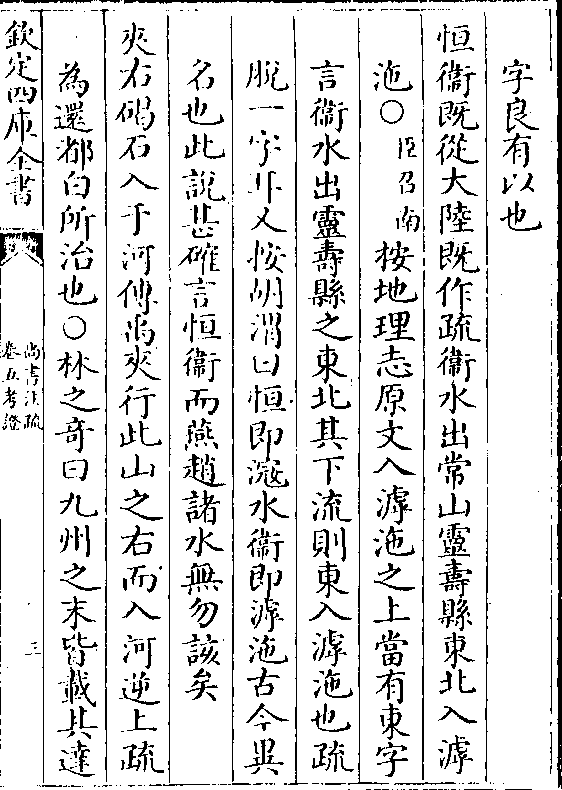 字良有以也
恒衞既從大陸既作疏衞水出常山靈壽縣東北入滹
沲○臣召南按地理志原文入滹沲之上當有東字
言衞水出靈壽縣之東北其下流則東入滹沲也疏
脫一字耳又按胡渭曰恒即滱水衞即滹沲古今異
名也此說甚確言恒衞而燕趙諸水無勿該矣
夾右碣石入于河傳禹夾行此山之右而入河逆上疏
為還都白所治也○林之奇曰九州之末皆載其達
欽定四庫全書
尚書注疏
卷五考證
三